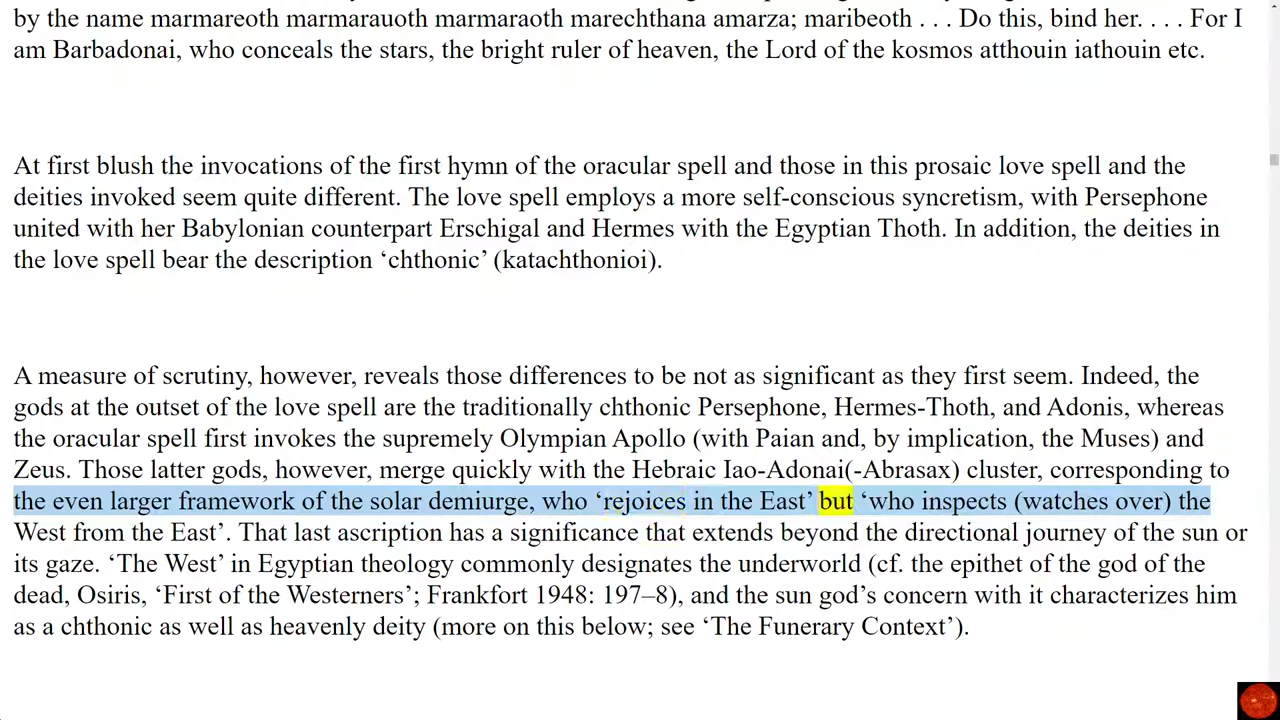 by the name marmareoth marmarauoth marmaraoth marechthana amarza; maribeoth . . . Do this, bind her. . . . For I
am Barbadonai, who conceals the stars, the bright ruler of heaven, the Lord of the kosmos atthouin iathouin etc.
At first blush the invocations of the first hymn of the oracular spell and those in this prosaic love spell and the
deities invoked seem quite different. The love spell employs a more self-conscious syncretism, with Persephone
united with her Babylonian counterpart Erschigal and Hermes with the Egyptian Thoth. In addition, the deities in
the love spell bear the description ‘chthonic’ (katachthonioi).
A measure of scrutiny, however, reveals those differences to be not as significant as they first seem. Indeed, the
gods at the outset of the love spell are the traditionally chthonic Persephone, Hermes-Thoth, and Adonis, whereas
the oracular spell first invokes the supremely Olympian Apollo (with Paian and, by implication, the Muses) and
Zeus. Those latter gods, however, merge quickly with the Hebraic Iao-Adonai(-Abrasax) cluster, corresponding to
the even larger framework of the solar demiurge, who ‘rejoices in the East’ but ‘who inspects (watches over) the
West from the East’. That last ascription has a significance that extends beyond the directional journey of the sun or
its gaze. ‘The West’ in Egyptian theology commonly designates the underworld (cf. the epithet of the god of the
dead, Osiris, ‘First of the Westerners’; Frankfort 1948: 197–8), and the sun god’s concern with it characterizes him
as a chthonic as well as heavenly deity (more on this below; see ‘The Funerary Context’).